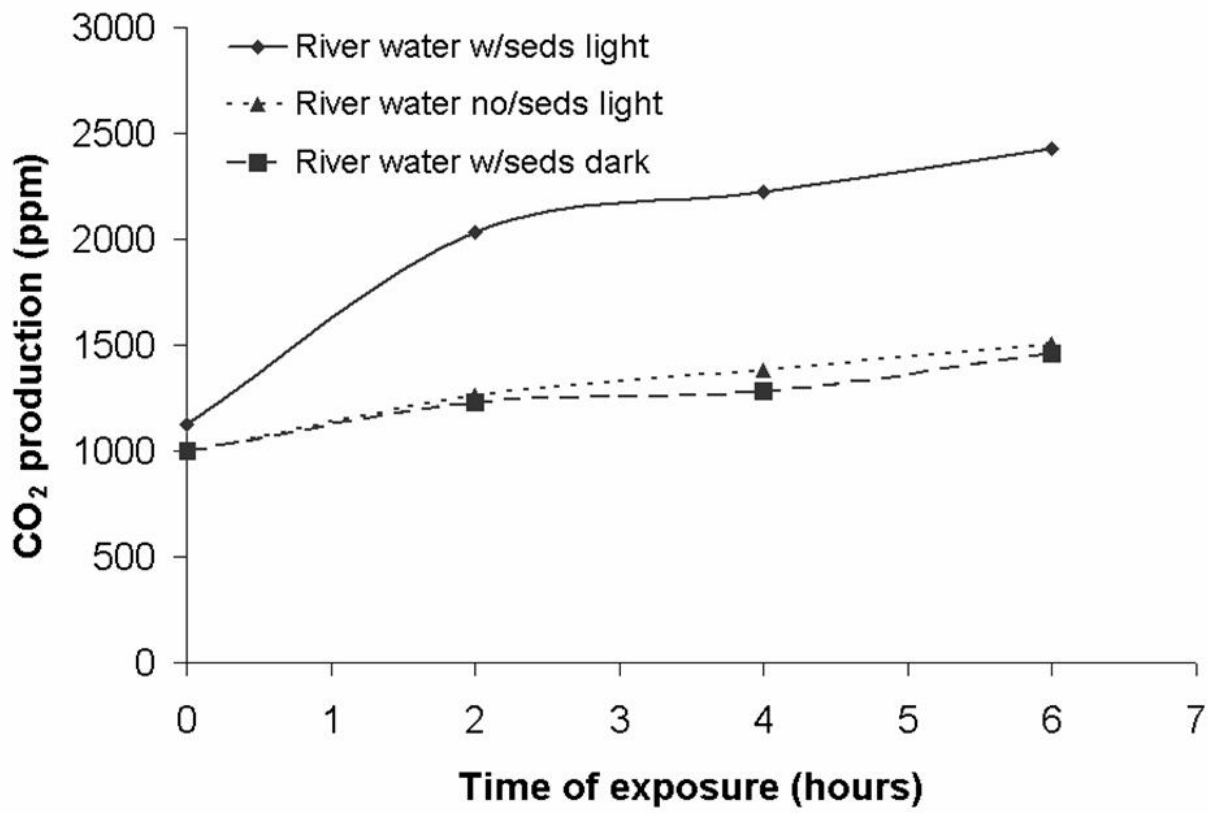 3000
2500
2000
1500
1000
500
0
River water w/seds light
River water no/seds light
River water w/seds dark
CO₂ production (ppm)
0 1 2 3 4 5 6 7
Time of exposure (hours)